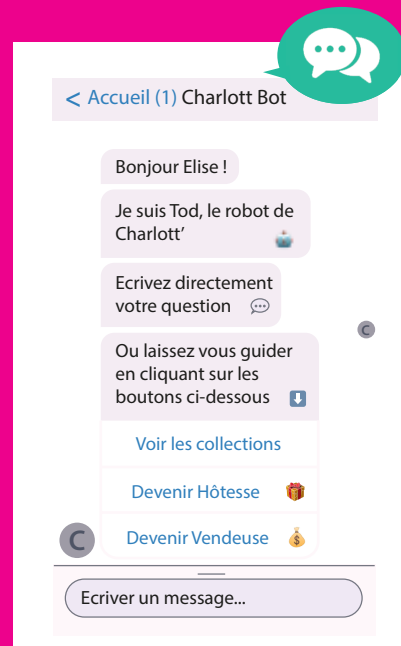 < Accueil (1) Charlott Bot
Bonjour Elise !
Je suis Tod, le robot de
Charlott’
Ecrivez directement
votre question
C
Ou laissez vous guider
en cliquant sur les
boutons ci-dessous
Voir les collections
Devenir Hôtesse
Devenir Vendeuse
C
Ecriver un message...